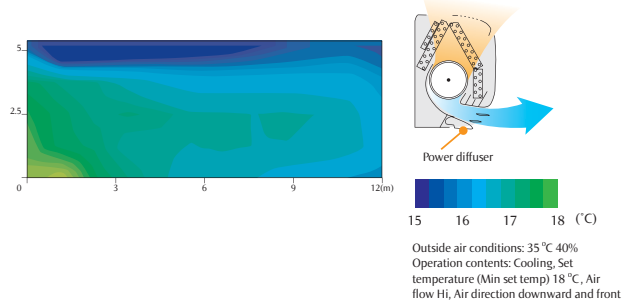 5
2.5
0 3 6 9 12(m)
Power diffuser
15 16 17 18 (°C)
Outside air conditions: 35 °C 40%
Operation contents: Cooling, Set
temperature (Min set temp) 18 °C, Air
flow Hi, Air direction downward and front